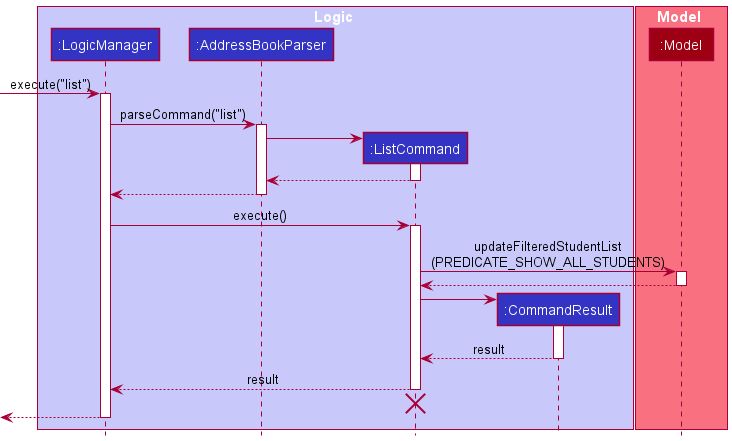 Logic
Model
:LogicManager
:AddressBookParser
:Model
execute("list")
parseCommand("list")
:ListCommand
execute()
updateFilteredStudentList
(PREDICATE_SHOW_ALL_STUDENTS)
:CommandResult
result
result